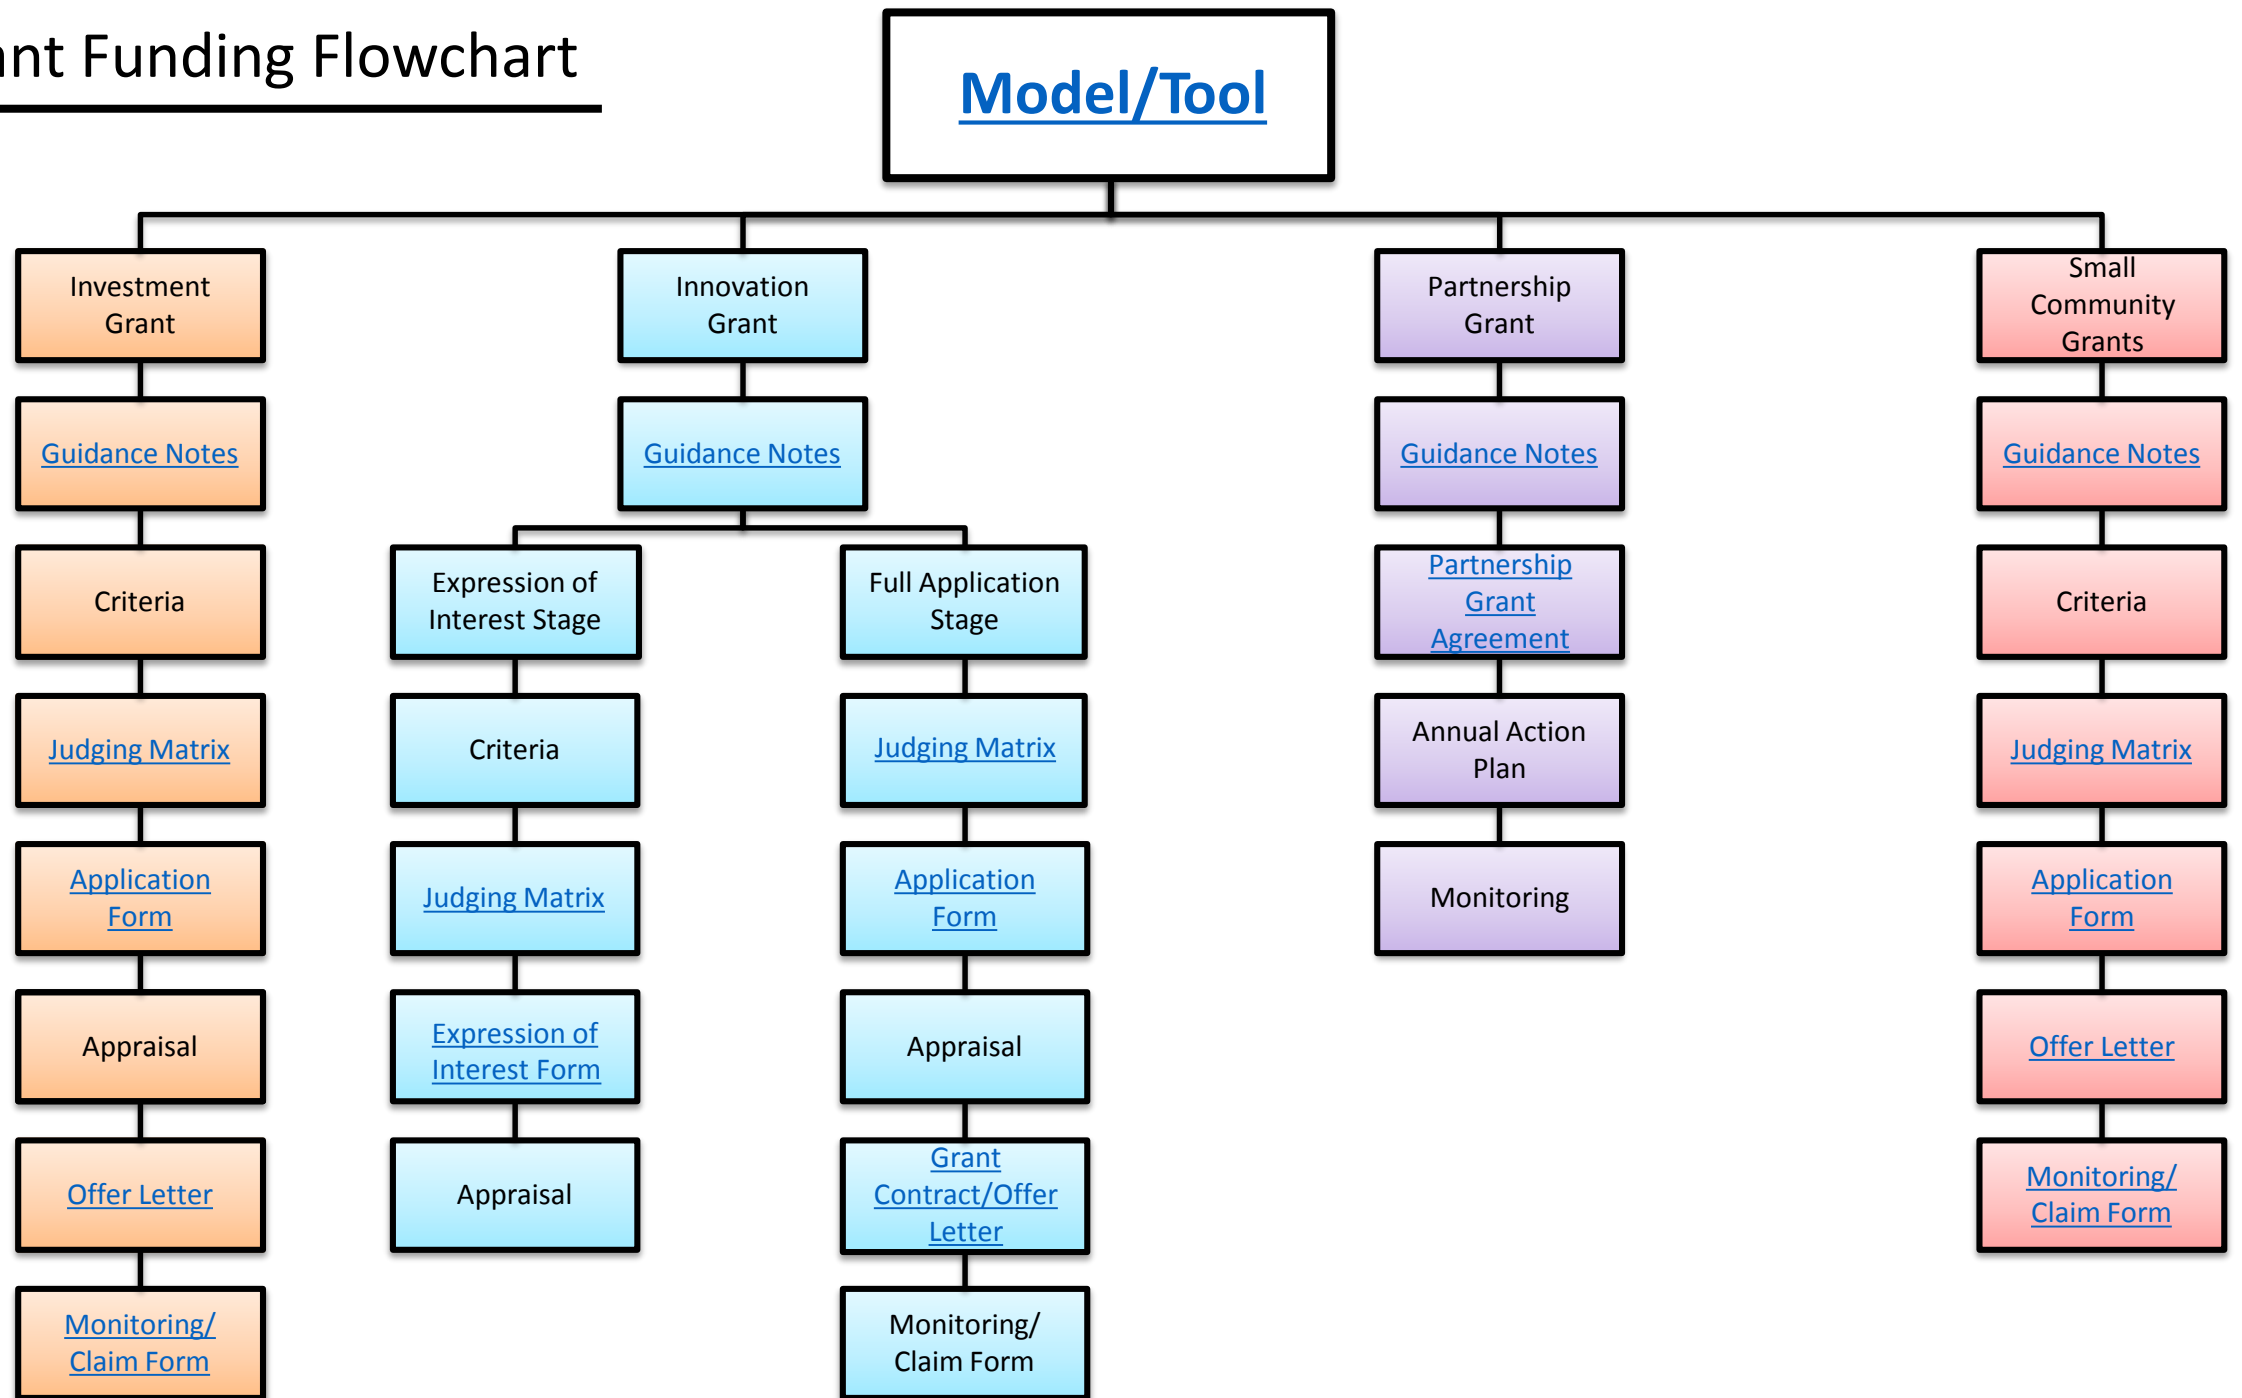 ant Funding Flowchart
Model/Tool
Investment
Grant
Guidance Notes
Criteria
Judging Matrix
Application
Form
Appraisal
Offer Letter
Monitoring/
Claim Form
Innovation
Grant
Guidance Notes
Expression of
Interest Stage
Criteria
Judging Matrix
Expression of
Interest Form
Appraisal
Full Application
Stage
Judging Matrix
Application
Form
Appraisal
Grant
Contract/Offer
Letter
Monitoring/
Claim Form
Partnership
Grant
Guidance Notes
Partnership
Grant
Agreement
Annual Action
Plan
Monitoring
Small
Community
Grants
Guidance Notes
Criteria
Judging Matrix
Application
Form
Offer Letter
Monitoring/
Claim Form